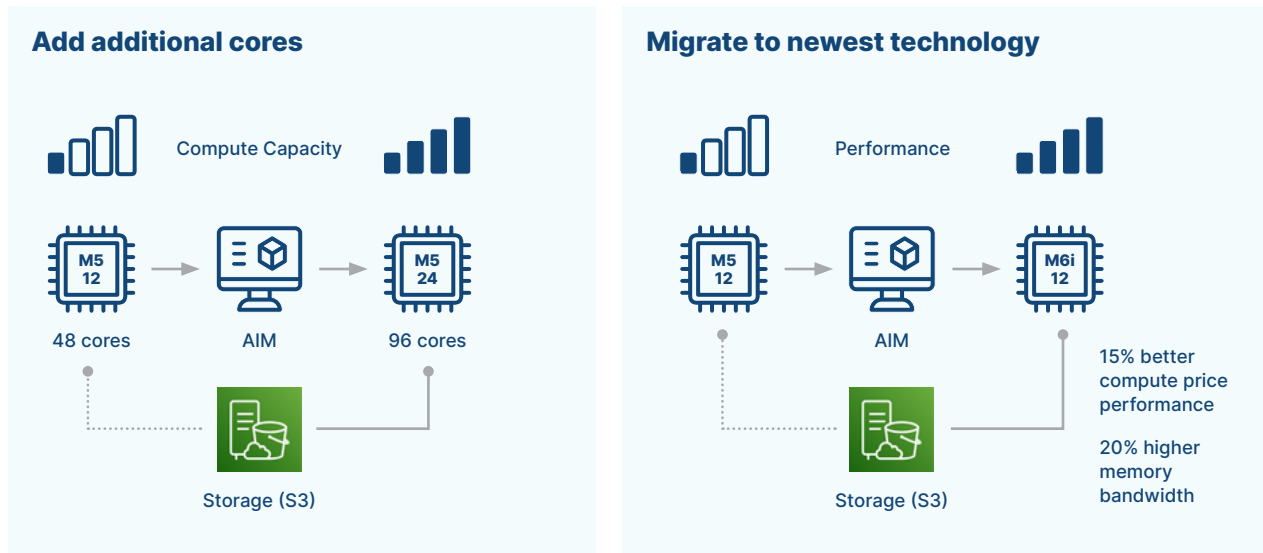 Add additional cores
Compute Capacity
M5
12
M5
24
48 cores
AIM
96 cores
Storage (S3)
Migrate to newest technology
Performance
M5
12
M6i
12
AIM
15% better
compute price
performance
20% higher
memory
bandwidth
Storage (S3)